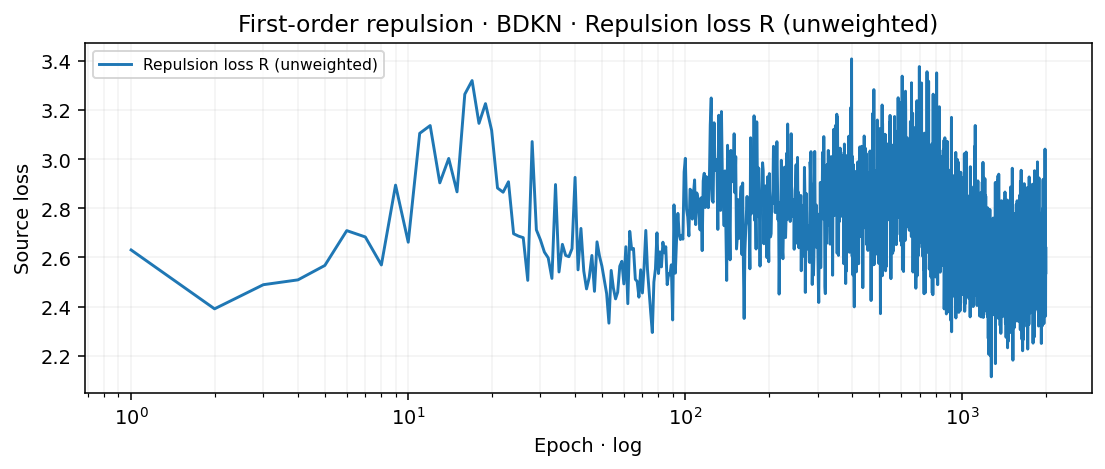 First-order repulsion · BDKN · Repulsion loss R (unweighted)
Repulsion loss R (unweighted)
Source loss
3.4
3.2
3.0
2.8
2.6
2.4
2.2
10⁰
10¹
10²
10³
Epoch · log